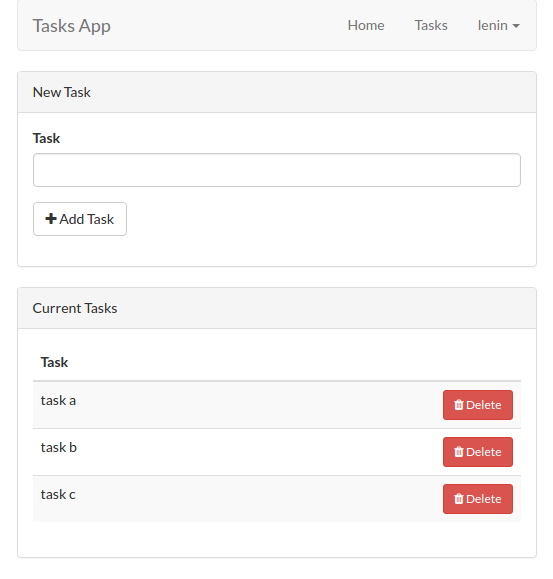 Tasks App Home Tasks lenin
New Task
Task
Add Task
Current Tasks
Task
task a Delete
task b Delete
task c Delete